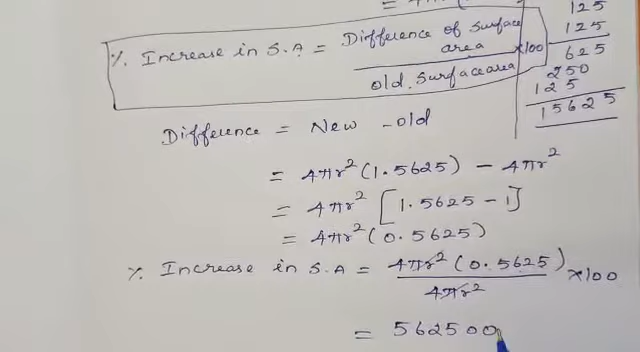 125
125
625
250
125
15625
% Increase in S.A = Difference of Surface area / old Surface area ×100
Difference = New - old
= 4πr²(1.5625) - 4πr²
= 4πr² [1.5625 - 1]
= 4πr² (0.5625)
% Increase in S.A = 4πr² (0.5625) / 4πr² ×100
= 562500